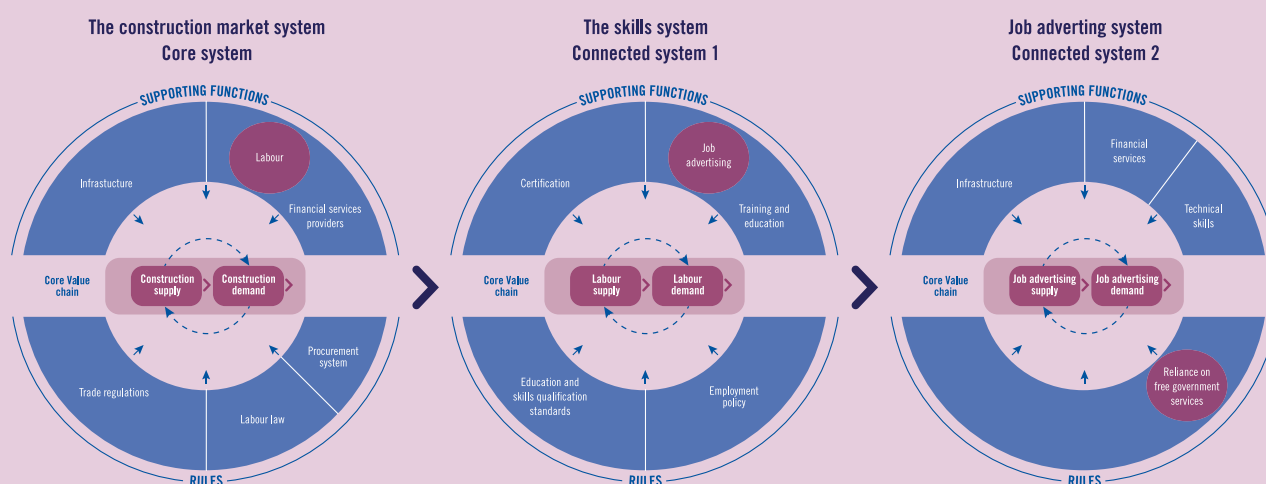 The construction market system
Core system
SUPPORTING FUNCTIONS
Labour
Infrastucture
Financial services
providers
Core Value
chain
Construction
supply
Construction
demand
Procurement
system
Trade regulations
Labour law
RULES
The skills system
Connected system 1
SUPPORTING FUNCTIONS
Job
advertising
Certification
Training and
education
Core Value
chain
Labour
supply
Labour
demand
Education and
skills qualification
standards
Employment
policy
RULES
Job adverting system
Connected system 2
SUPPORTING FUNCTIONS
Financial
services
Infrastructure
Technical
skills
Core Value
chain
Job advertising
supply
Job advertising
demand
Reliance on
free government
services
RULES